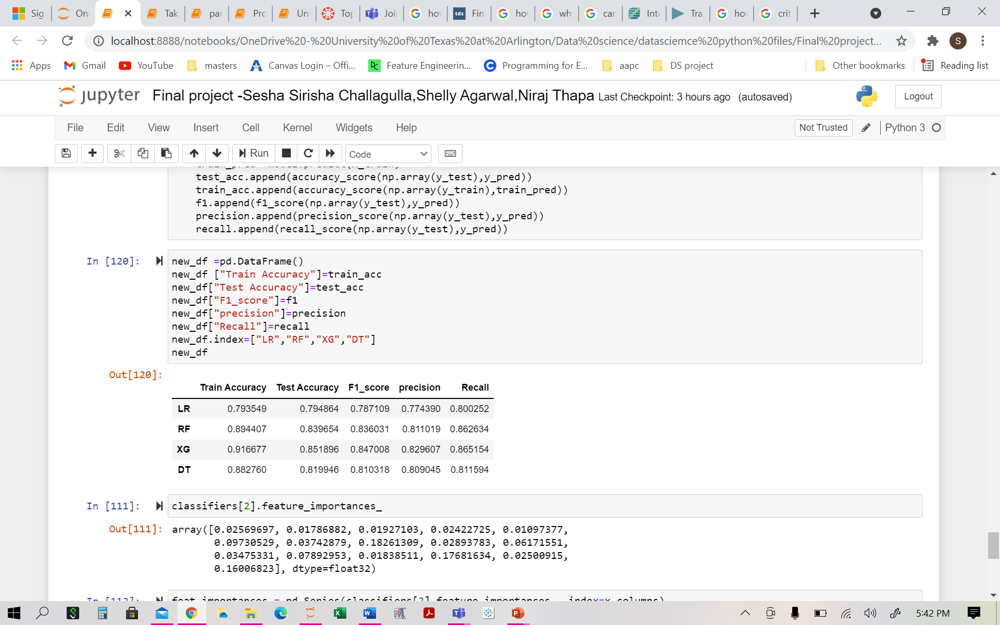 Sig
On
Tak
par
Pro
Un
Top
Joi
hov
tds
Fin
hov
wh
car
Inte
Tra
hov
crit
localhost:8888/notebooks/OneDrive%20-%20University%20of%20Texas%20at%20Arlington/Data%20science/datasciemce%20python%20files/Final%20project...
S
Apps Gmail YouTube masters Canvas Login – Offi... Feature Engineerin... Programming for E... aapc DS project Other bookmarks Reading list
jupyter Final project -Sesha Sirisha Challagulla,Shelly Agarwal,Niraj Thapa Last Checkpoint: 3 hours ago (autosaved) Logout
File Edit View Insert Cell Kernel Widgets Help Not Trusted Python 3
Run Code
test_acc.append(accuracy_score(np.array(y_test),y_pred))
train_acc.append(accuracy_score(np.array(y_train),train_pred))
f1.append(f1_score(np.array(y_test),y_pred))
precision.append(precision_score(np.array(y_test),y_pred))
recall.append(recall_score(np.array(y_test),y_pred))
In [120]: new_df =pd.DataFrame()
new_df ["Train Accuracy"]=train_acc
new_df["Test Accuracy"]=test_acc
new_df["F1_score"]=f1
new_df["precision"]=precision
new_df["Recall"]=recall
new_df.index=["LR","RF","XG","DT"]
new_df
Out[120]:
Train Accuracy Test Accuracy F1_score precision Recall
LR 0.793549 0.794864 0.787109 0.774390 0.800252
RF 0.894407 0.839654 0.836031 0.811019 0.862634
XG 0.916677 0.851896 0.847008 0.829607 0.865154
DT 0.882760 0.819946 0.810318 0.809045 0.811594
In [111]: classifiers[2].feature_importances_
Out[111]: array([0.02569697, 0.01786882, 0.01927103, 0.02422725, 0.01097377,
0.09730529, 0.03742879, 0.18261309, 0.02893783, 0.06171551,
0.03475331, 0.07892953, 0.01838511, 0.17681634, 0.02500915,
0.16006823], dtype=float32)
In [112]: feat_importances = pd.Series(classifiers[2].feature_importances_, index=x.columns)
5:42 PM